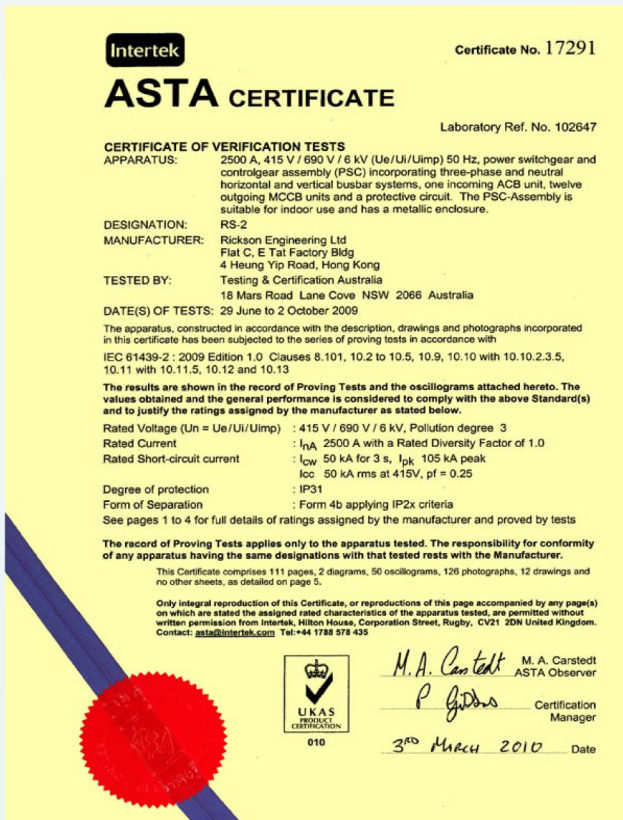 Intertek
Certificate No. 17291
ASTA CERTIFICATE
Laboratory Ref. No. 102647
CERTIFICATE OF VERIFICATION TESTS
APPARATUS: 2500 A, 415 V / 690 V / 6 kV (Ue/Ui/Uimp) 50 Hz, power switchgear and
controlgear assembly (PSC) incorporating three-phase and neutral
horizontal and vertical busbar systems, one incoming ACB unit, twelve
outgoing MCCB units and a protective circuit. The PSC-Assembly is
suitable for indoor use and has a metallic enclosure.
DESIGNATION: RS-2
MANUFACTURER: Rickson Engineering Ltd
Flat C, E Tat Factory Bldg
4 Heung Yip Road, Hong Kong
TESTED BY: Testing & Certification Australia
18 Mars Road Lane Cove NSW 2066 Australia
DATE(S) OF TESTS: 29 June to 2 October 2009
The apparatus, constructed in accordance with the description, drawings and photographs incorporated
in this certificate has been subjected to the series of proving tests in accordance with
IEC 61439-2 : 2009 Edition 1.0 Clauses 8.101, 10.2 to 10.5, 10.9, 10.10 with 10.10.2.3.5,
10.11 with 10.11.5, 10.12 and 10.13
The results are shown in the record of Proving Tests and the oscillograms attached hereto. The
values obtained and the general performance is considered to comply with the above Standard(s)
and to justify the ratings assigned by the manufacturer as stated below.
Rated Voltage (Un = Ue/Ui/Uimp) : 415 V / 690 V / 6 kV, Pollution degree 3
Rated Current : InA 2500 A with a Rated Diversity Factor of 1.0
Rated Short-circuit current : Icw 50 kA for 3 s, Ipk 105 kA peak
Icc 50 kA rms at 415V, pf = 0.25
Degree of protection : IP31
Form of Separation : Form 4b applying IP2x criteria
See pages 1 to 4 for full details of ratings assigned by the manufacturer and proved by tests
The record of Proving Tests applies only to the apparatus tested. The responsibility for conformity
of any apparatus having the same designations with that tested rests with the Manufacturer.
This Certificate comprises 111 pages, 2 diagrams, 50 oscillograms, 126 photographs, 12 drawings and
no other sheets, as detailed on page 5.
Only integral reproduction of this Certificate, or reproductions of this page accompanied by any page(s)
on which are stated the assigned rated characteristics of the apparatus tested, are permitted without
written permission from Intertek, Hilton House, Corporation Street, Rugby, CV21 2DN United Kingdom.
Contact: asta@intertek.com Tel:+44 1788 578 435
M. A. Carstedt M. A. Carstedt
ASTA Observer
P Gibbs Certification
Manager
3RD MARCH 2010 Date
UKAS
PRODUCT
CERTIFICATION
010